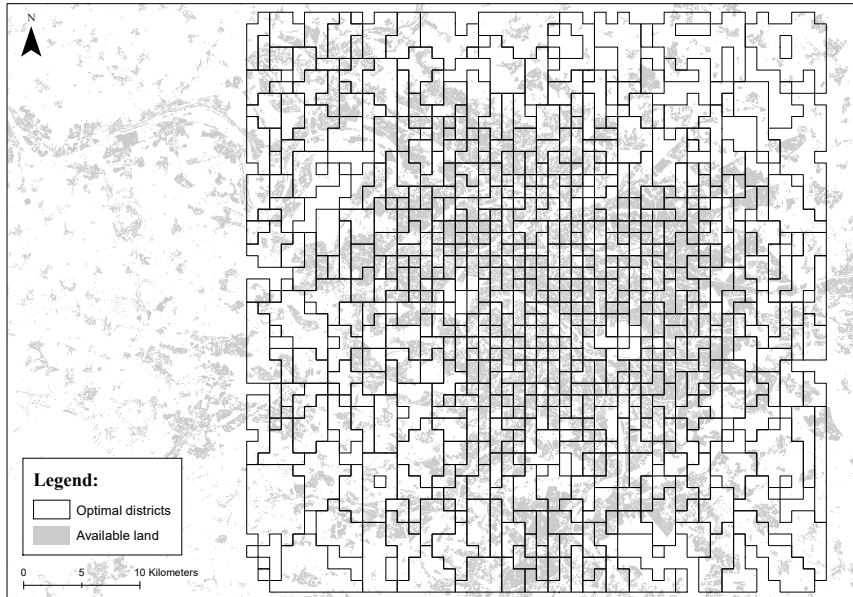 N
Legend:
Optimal districts
Available land
0 5 10 Kilometers